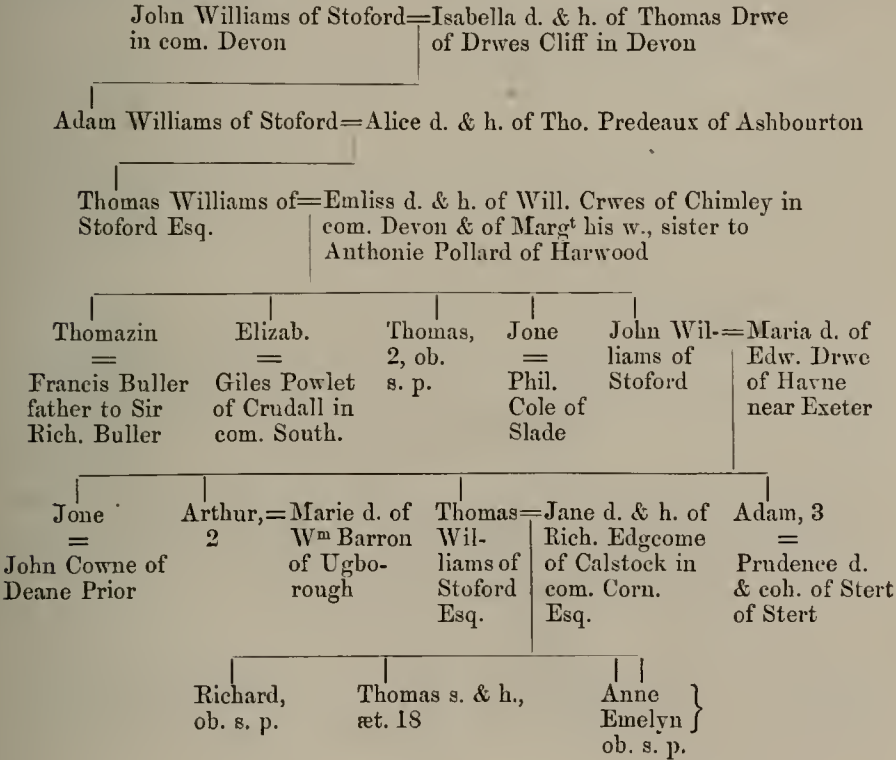 John Williams of Stoford=Isabella d. & h. of Thomas Drwe
in com. Devon of Drwes Cliff in Devon
Adam Williams of Stoford=Alice d. & h. of Tho. Predeaux of Ashbourton
Thomas Williams of=Emliss d. & h. of Will. Crwes of Chimley in
Stoford Esq. com. Devon & of Margt his w., sister to
Anthonie Pollard of Harwood
Thomazin
=
Francis Buller
father to Sir
Rich. Buller
Elizab.
=
Giles Powlet
of Crudall in
com. South.
Thomas,
2, ob.
s. p.
Jone
=
Phil.
Cole of
Slade
John Wil-=Maria d. of
liams of Edw. Drwe
Stoford of Hayne
near Exeter
Jone
=
John Cowne of
Deane Prior
Arthur,=Marie d. of
2 Wm Barron
of Ugbo-
rough
Thomas=Jane d. & h. of
Wil- Rich. Edgcome
liams of of Calstock in
Stoford com. Corn.
Esq. Esq.
Adam, 3
=
Prudence d.
& coh. of Stert
of Stert
Richard,
ob. s. p.
Thomas s. & h.,
æt. 18
Anne
Emelyn }
ob. s. p.